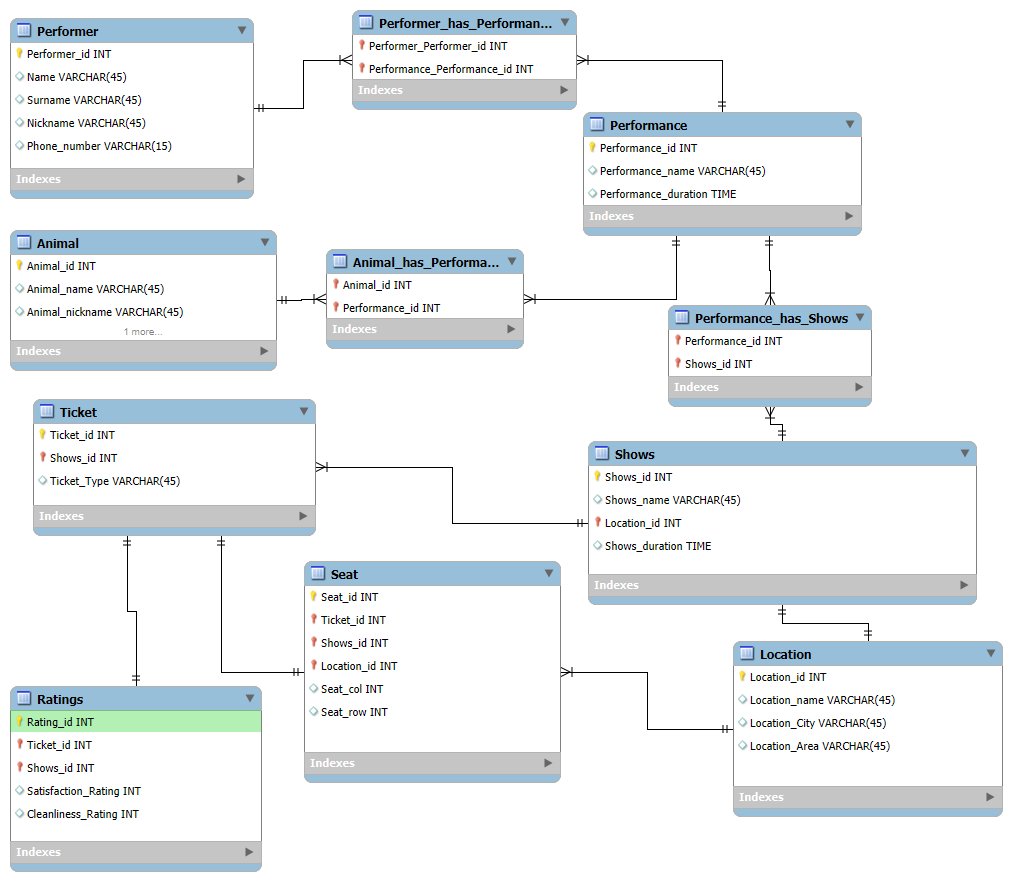 Performer
Performer_id INT
Name VARCHAR(45)
Surname VARCHAR(45)
Nickname VARCHAR(45)
Phone_number VARCHAR(15)
Indexes
Performer_has_Performan...
Performer_Performer_id INT
Performance_Performance_id INT
Indexes
Performance
Performance_id INT
Performance_name VARCHAR(45)
Performance_duration TIME
Indexes
Animal
Animal_id INT
Animal_name VARCHAR(45)
Animal_nickname VARCHAR(45)
1 more...
Indexes
Animal_has_Performa...
Animal_id INT
Performance_id INT
Indexes
Performance_has_Shows
Performance_id INT
Shows_id INT
Indexes
Ticket
Ticket_id INT
Shows_id INT
Ticket_Type VARCHAR(45)
Indexes
Shows
Shows_id INT
Shows_name VARCHAR(45)
Location_id INT
Shows_duration TIME
Indexes
Seat
Seat_id INT
Ticket_id INT
Shows_id INT
Location_id INT
Seat_col INT
Seat_row INT
Indexes
Location
Location_id INT
Location_name VARCHAR(45)
Location_City VARCHAR(45)
Location_Area VARCHAR(45)
Indexes
Ratings
Rating_id INT
Ticket_id INT
Shows_id INT
Satisfaction_Rating INT
Cleanliness_Rating INT
Indexes